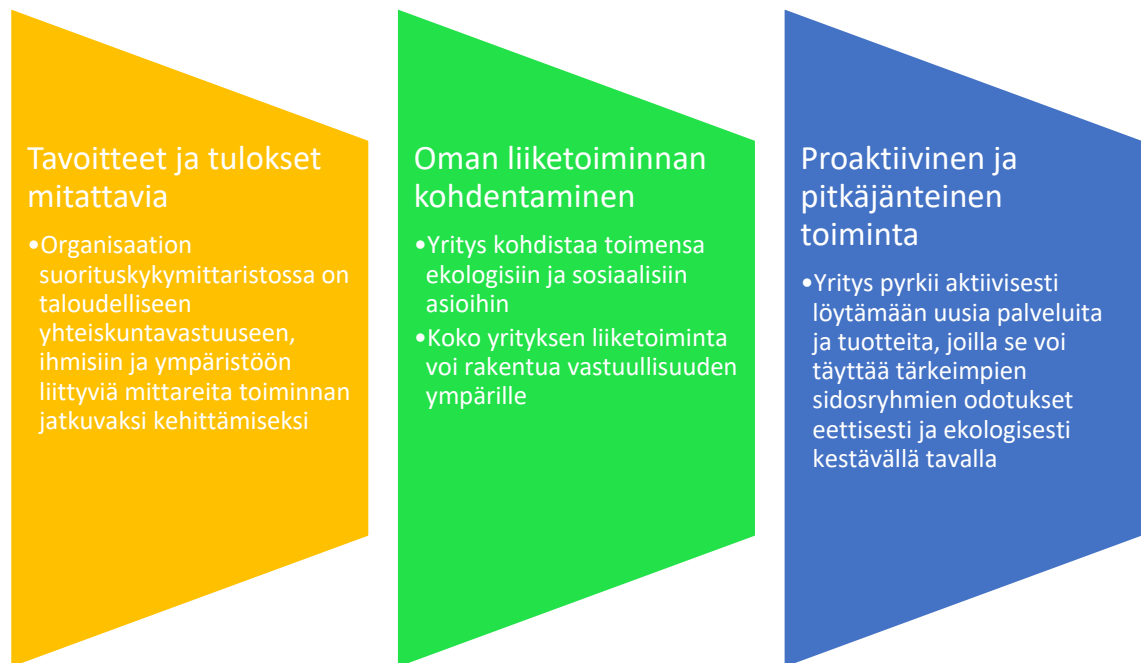 Tavoitteet ja tulokset
mitattavia
•Organisaation
suorituskykymittaristossa on
taloudelliseen
yhteiskuntavastuuseen,
ihmisiin ja ympäristöön
liittyviä mittareita toiminnan
jatkuvaksi kehittämiseksi
Oman liiketoiminnan
kohdentaminen
•Yritys kohdistaa toimensa
ekologisiin ja sosiaalisiin
asioihin
•Koko yrityksen liiketoiminta
voi rakentua vastuullisuuden
ympärille
Proaktiivinen ja
pitkäjänteinen
toiminta
•Yritys pyrkii aktiivisesti
löytämään uusia palveluita
ja tuotteita, joilla se voi
täyttää tärkeimpien
sidosryhmien odotukset
eettisesti ja ekologisesti
kestävällä tavalla